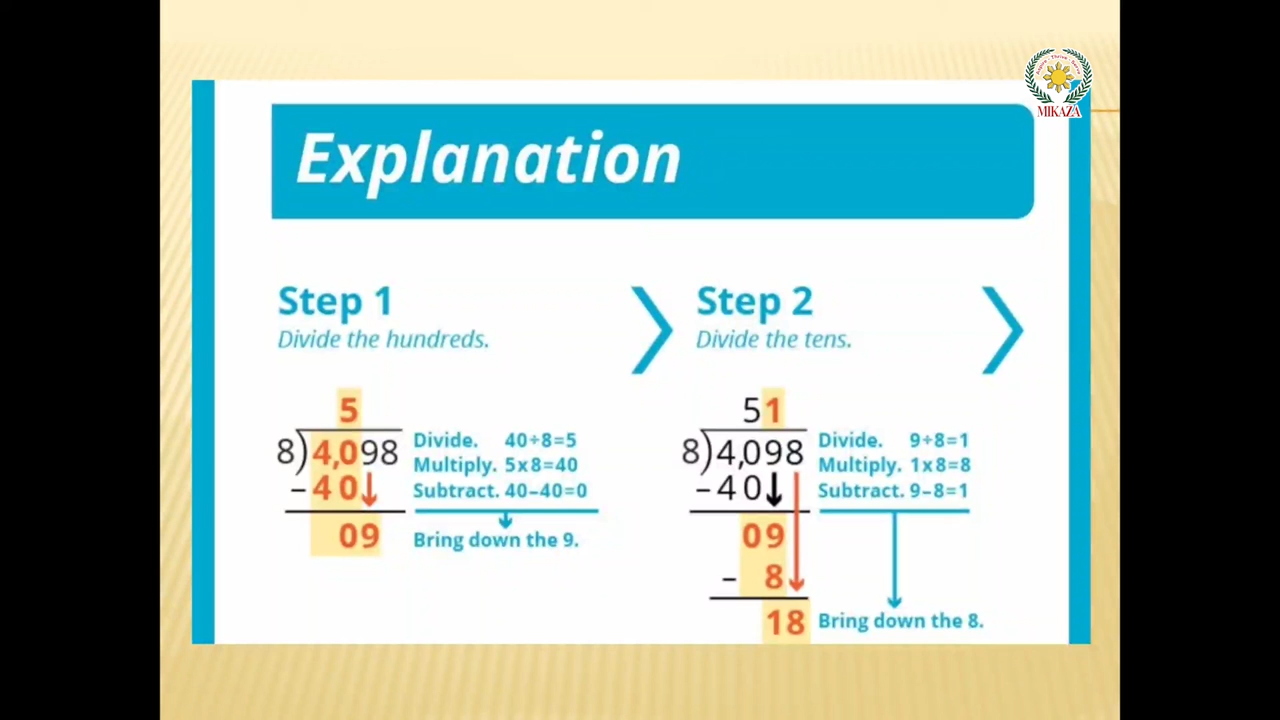 MIKAZA
Explanation
Step 1
Divide the hundreds.
5
8)4,098
Divide. 40÷8=5
Multiply. 5x8=40
–40
Subtract. 40–40=0
09
Bring down the 9.
Step 2
Divide the tens.
51
8)4,098
Divide. 9÷8=1
Multiply. 1x8=8
–40
Subtract. 9–8=1
09
– 8
18
Bring down the 8.